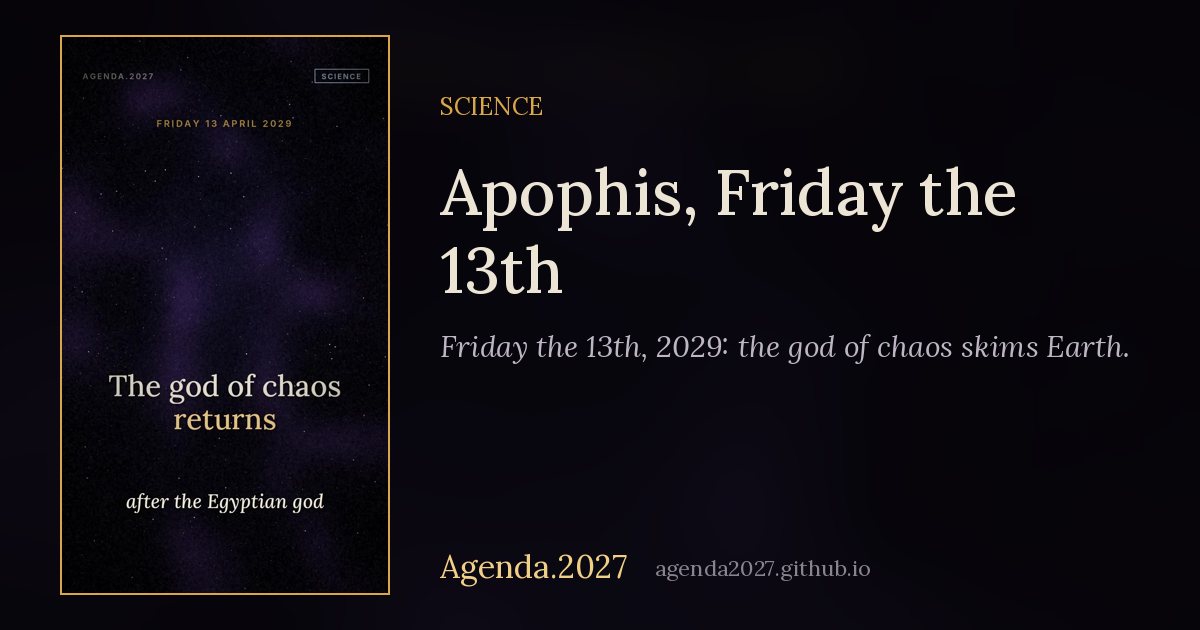 AGENDA.2027
SCIENCE
FRIDAY 13 APRIL 2029
The god of chaos
returns
after the Egyptian god
SCIENCE
Apophis, Friday the
13th
Friday the 13th, 2029: the god of chaos skims Earth.
Agenda.2027
agenda2027.github.io